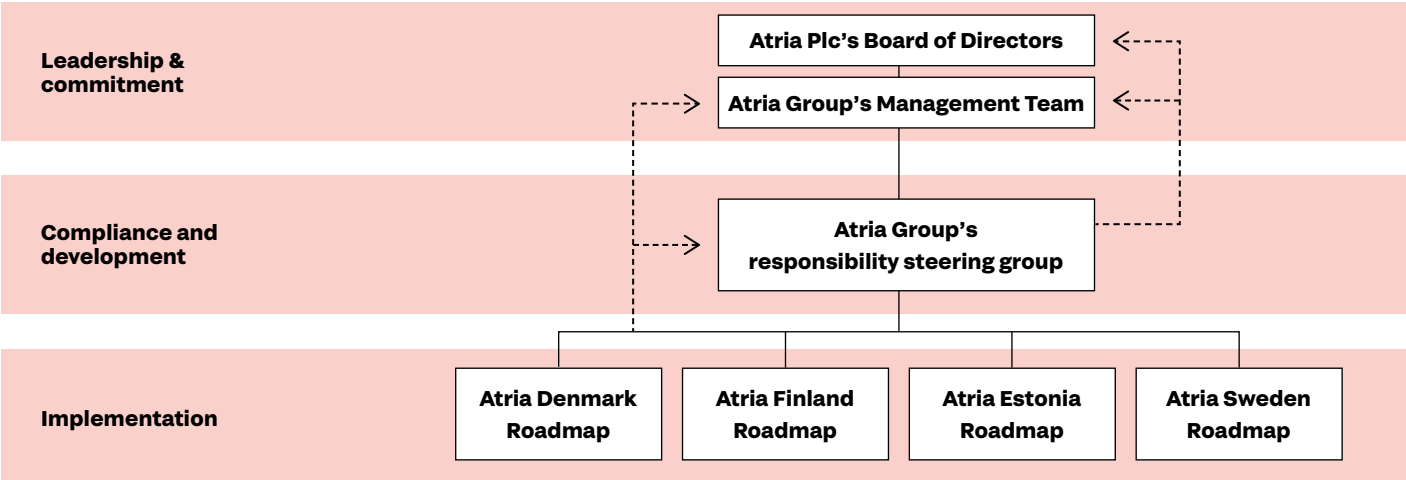 Leadership &
commitment
Atria Plc’s Board of Directors
Atria Group’s Management Team
Compliance and
development
Atria Group’s
responsibility steering group
Implementation
Atria Denmark
Roadmap
Atria Finland
Roadmap
Atria Estonia
Roadmap
Atria Sweden
Roadmap